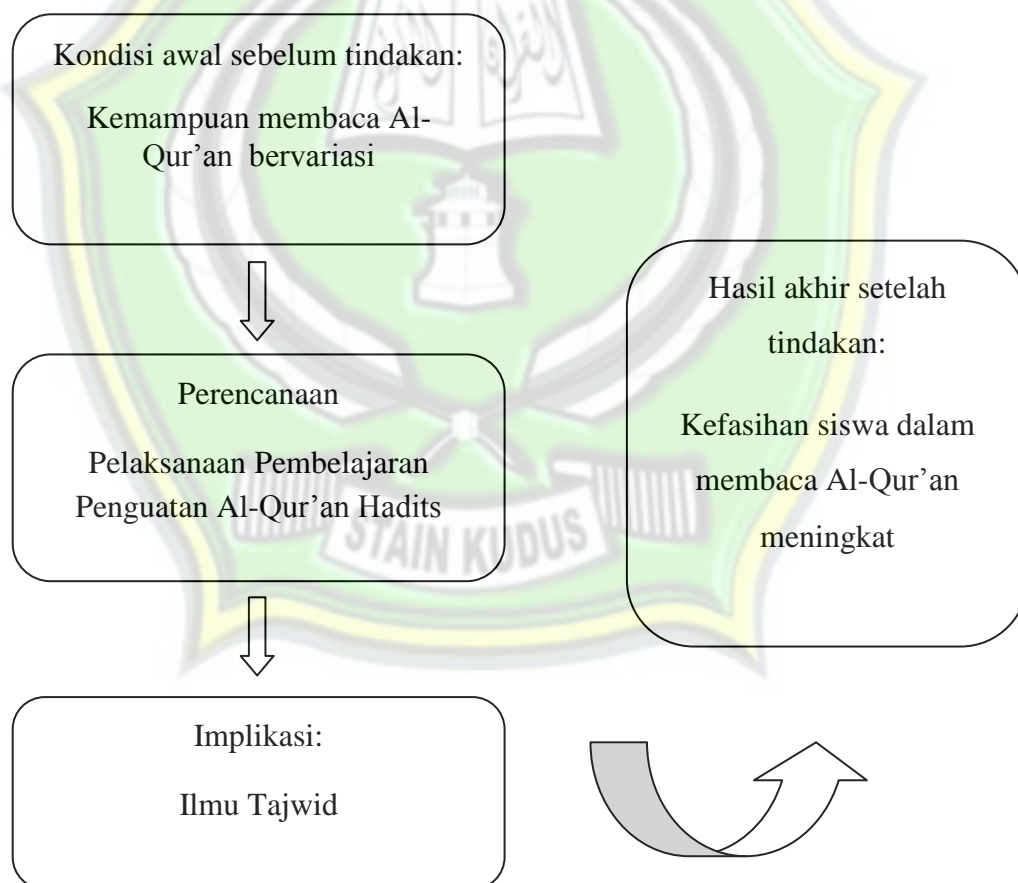 Kondisi awal sebelum tindakan:
Kemampuan membaca Al-
Qur’an bervariasi
Perencanaan
Pelaksanaan Pembelajaran
Penguatan Al-Qur’an Hadits
Implikasi:
Ilmu Tajwid
Hasil akhir setelah
tindakan:
Kefasihan siswa dalam
membaca Al-Qur’an
meningkat
STAIN KUDUS